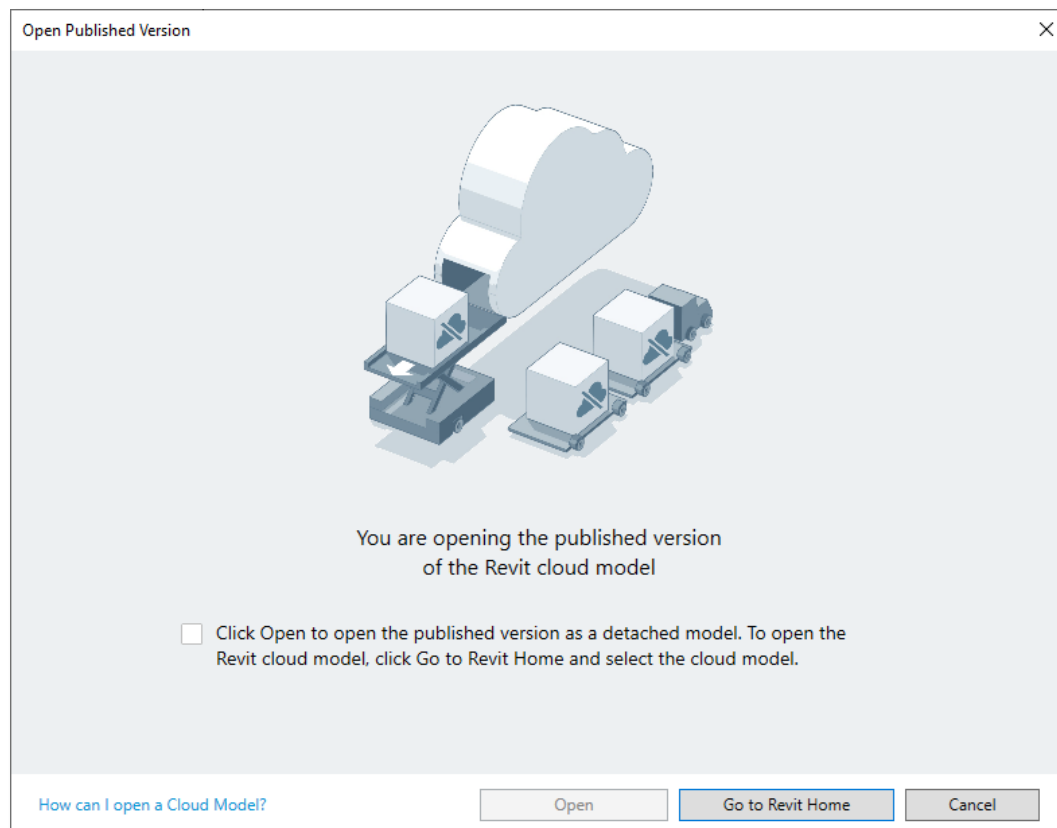 Open Published Version
You are opening the published version
of the Revit cloud model
Click Open to open the published version as a detached model. To open the
Revit cloud model, click Go to Revit Home and select the cloud model.
How can I open a Cloud Model?
Open
Go to Revit Home
Cancel